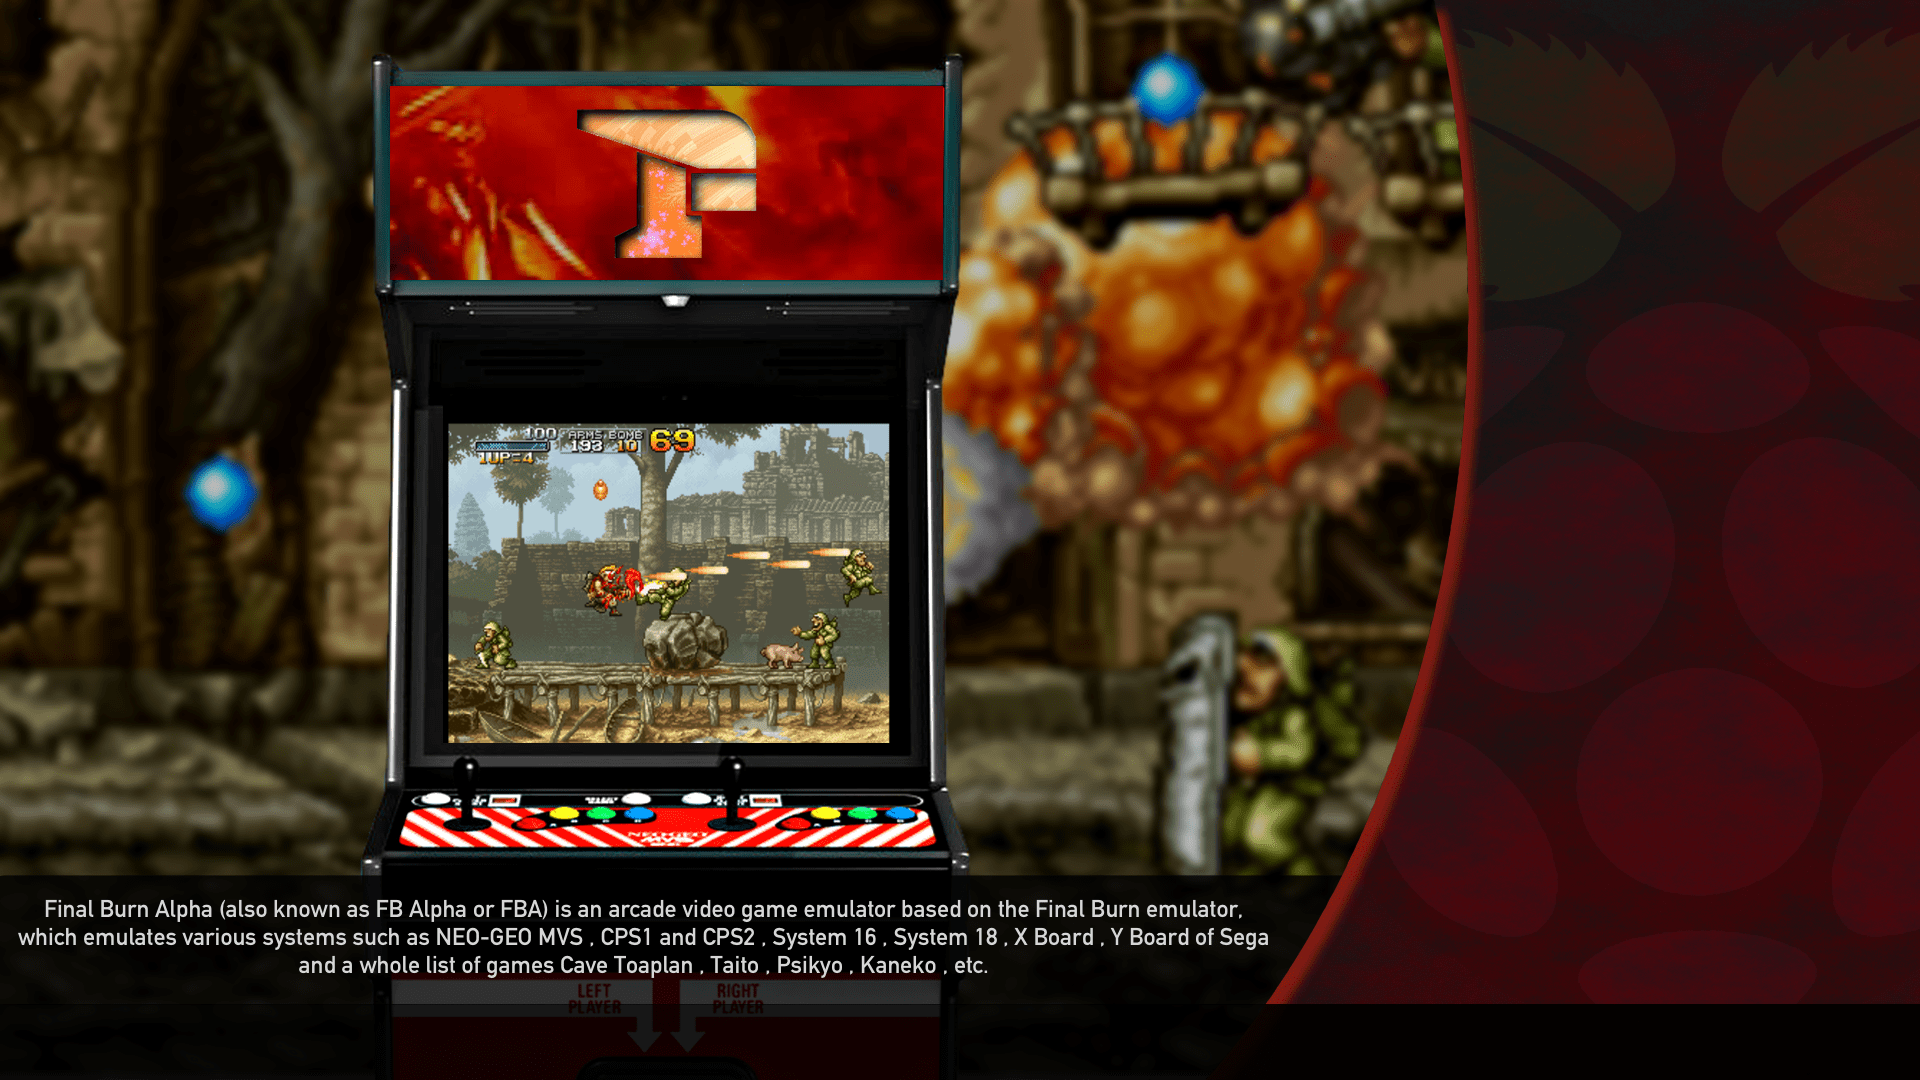 100 ARMS BOMB 69
193 10
1UP=4
NEO-GEO
MVS
Final Burn Alpha (also known as FB Alpha or FBA) is an arcade video game emulator based on the Final Burn emulator,
which emulates various systems such as NEO-GEO MVS , CPS1 and CPS2 , System 16 , System 18 , X Board , Y Board of Sega
and a whole list of games Cave Toaplan , Taito , Psikyo , Kaneko , etc.
LEFT PLAYER
RIGHT PLAYER